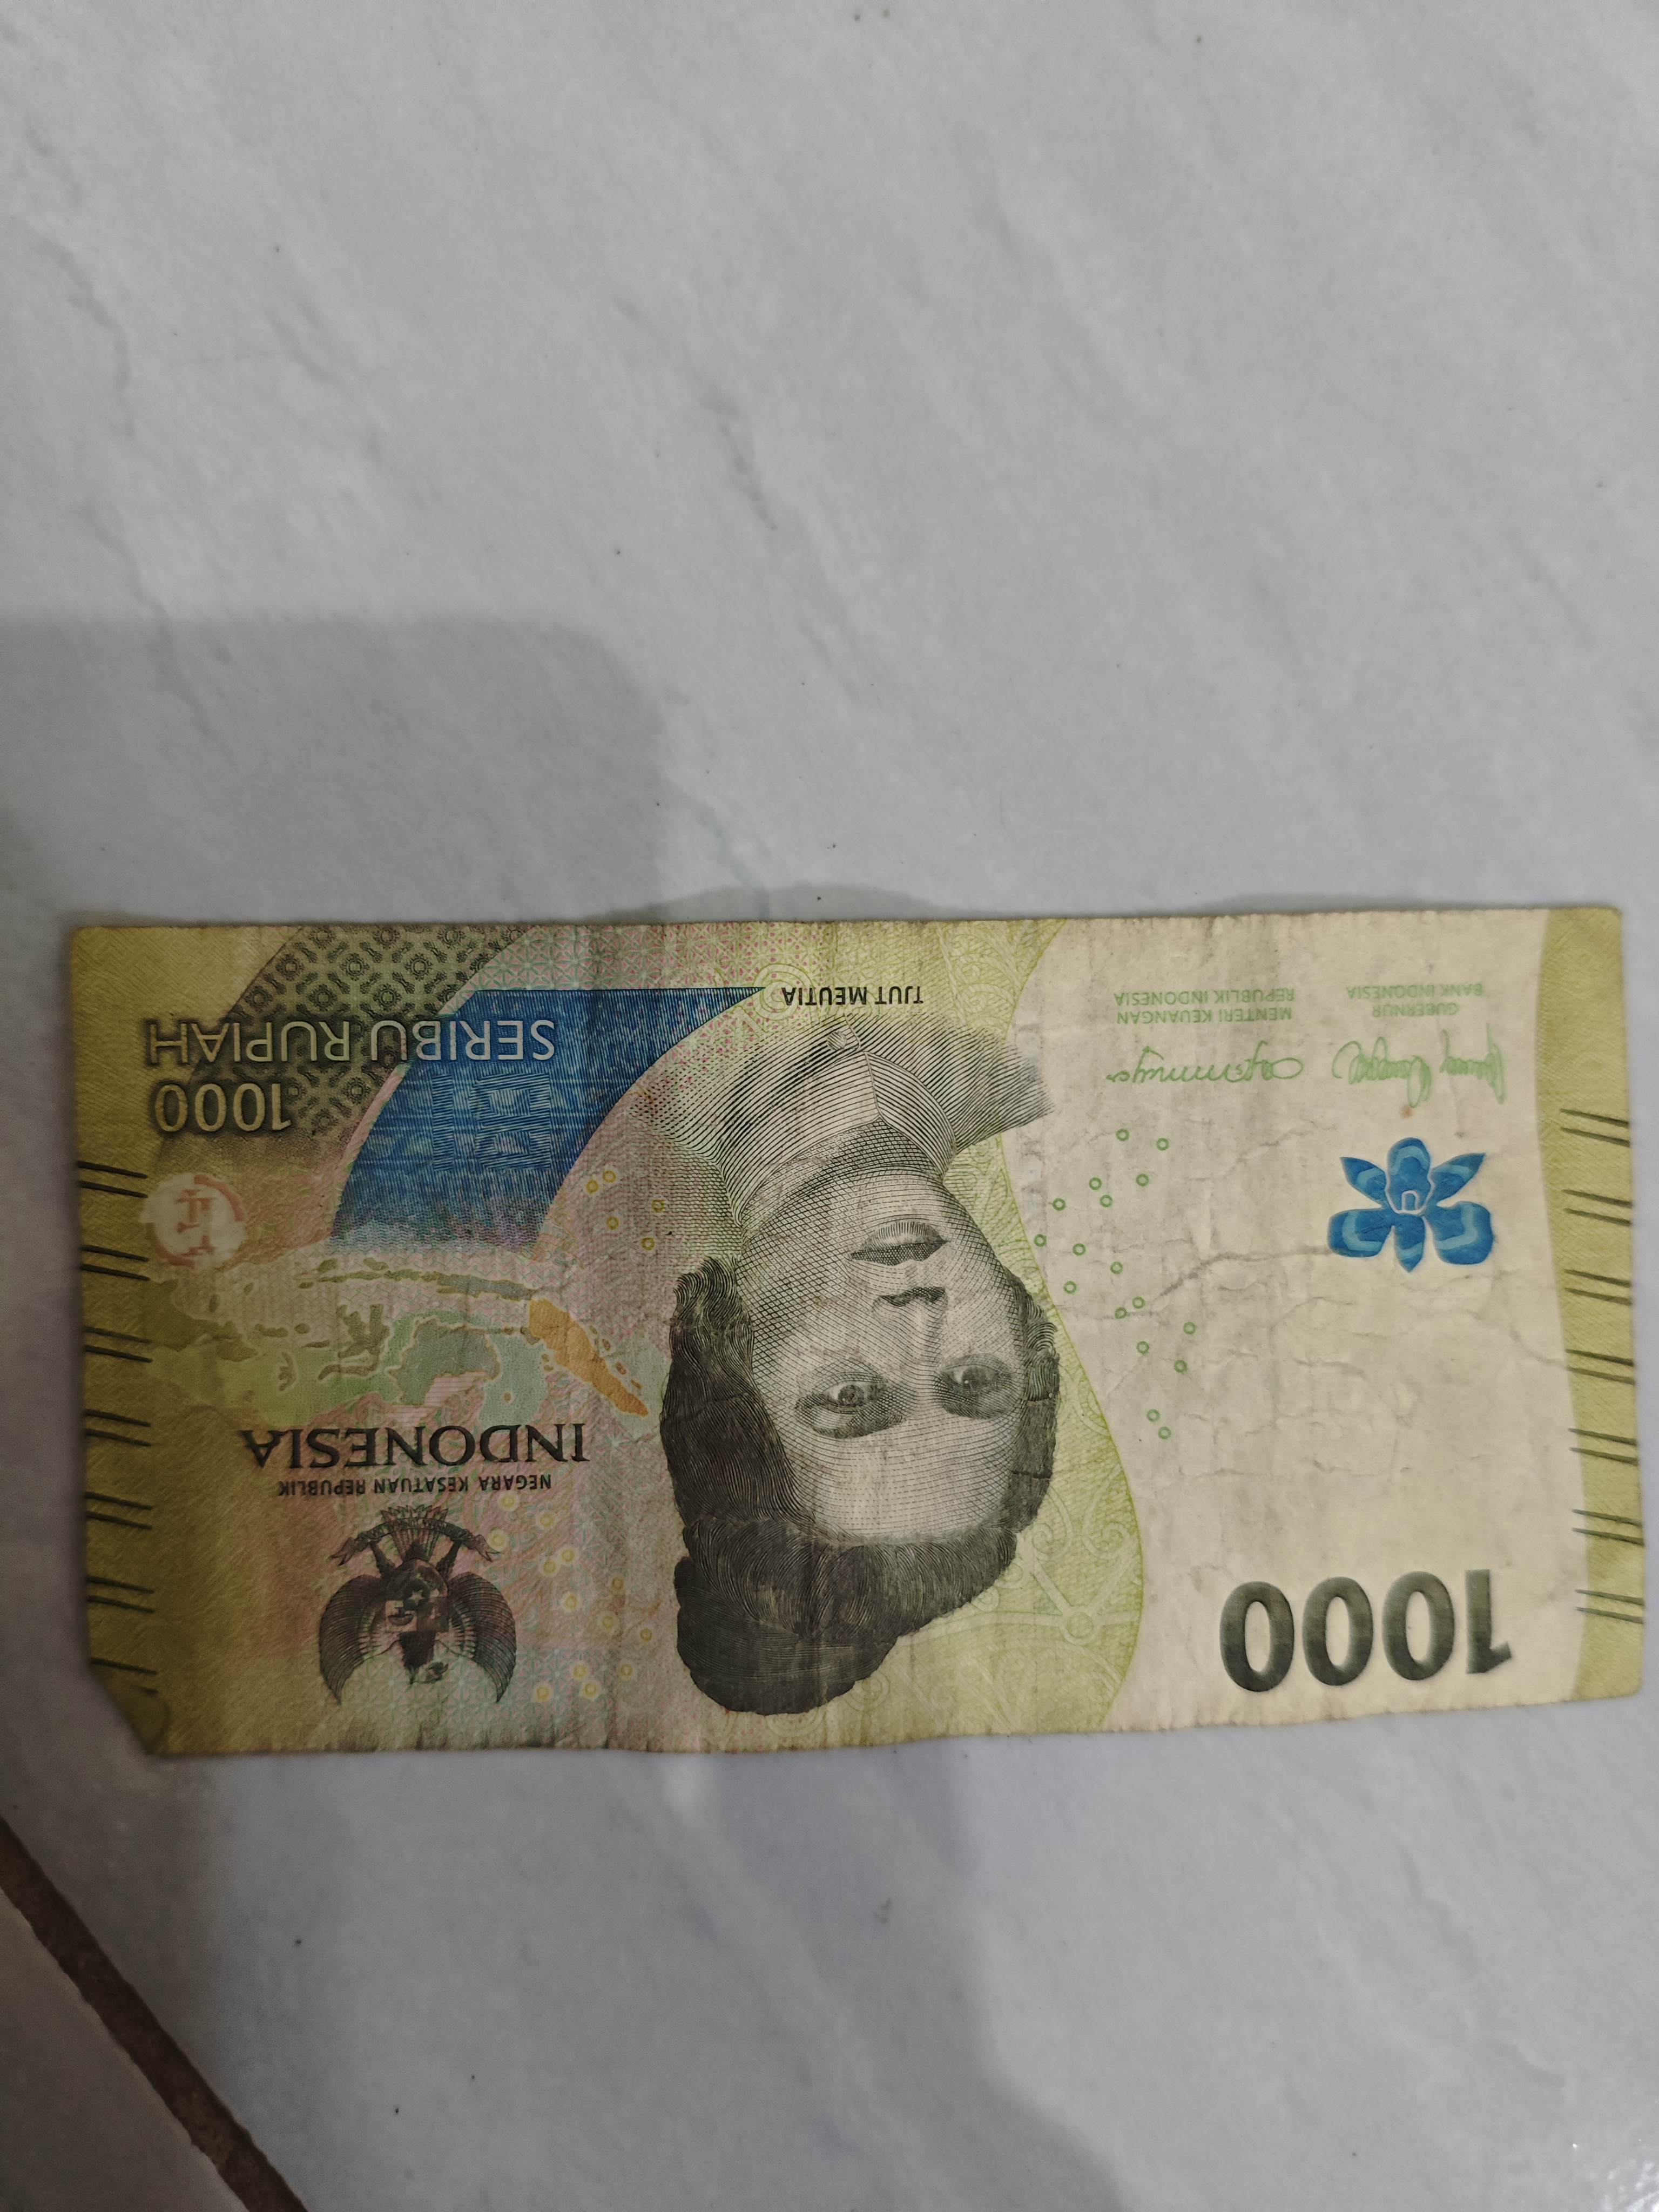 1000
NEGARA KESATUAN REPUBLIK
INDONESIA
GUBERNUR
BANK INDONESIA
MENTERI KEUANGAN
REPUBLIK INDONESIA
TJUT MEUTIA
1000
SERIBU RUPIAH